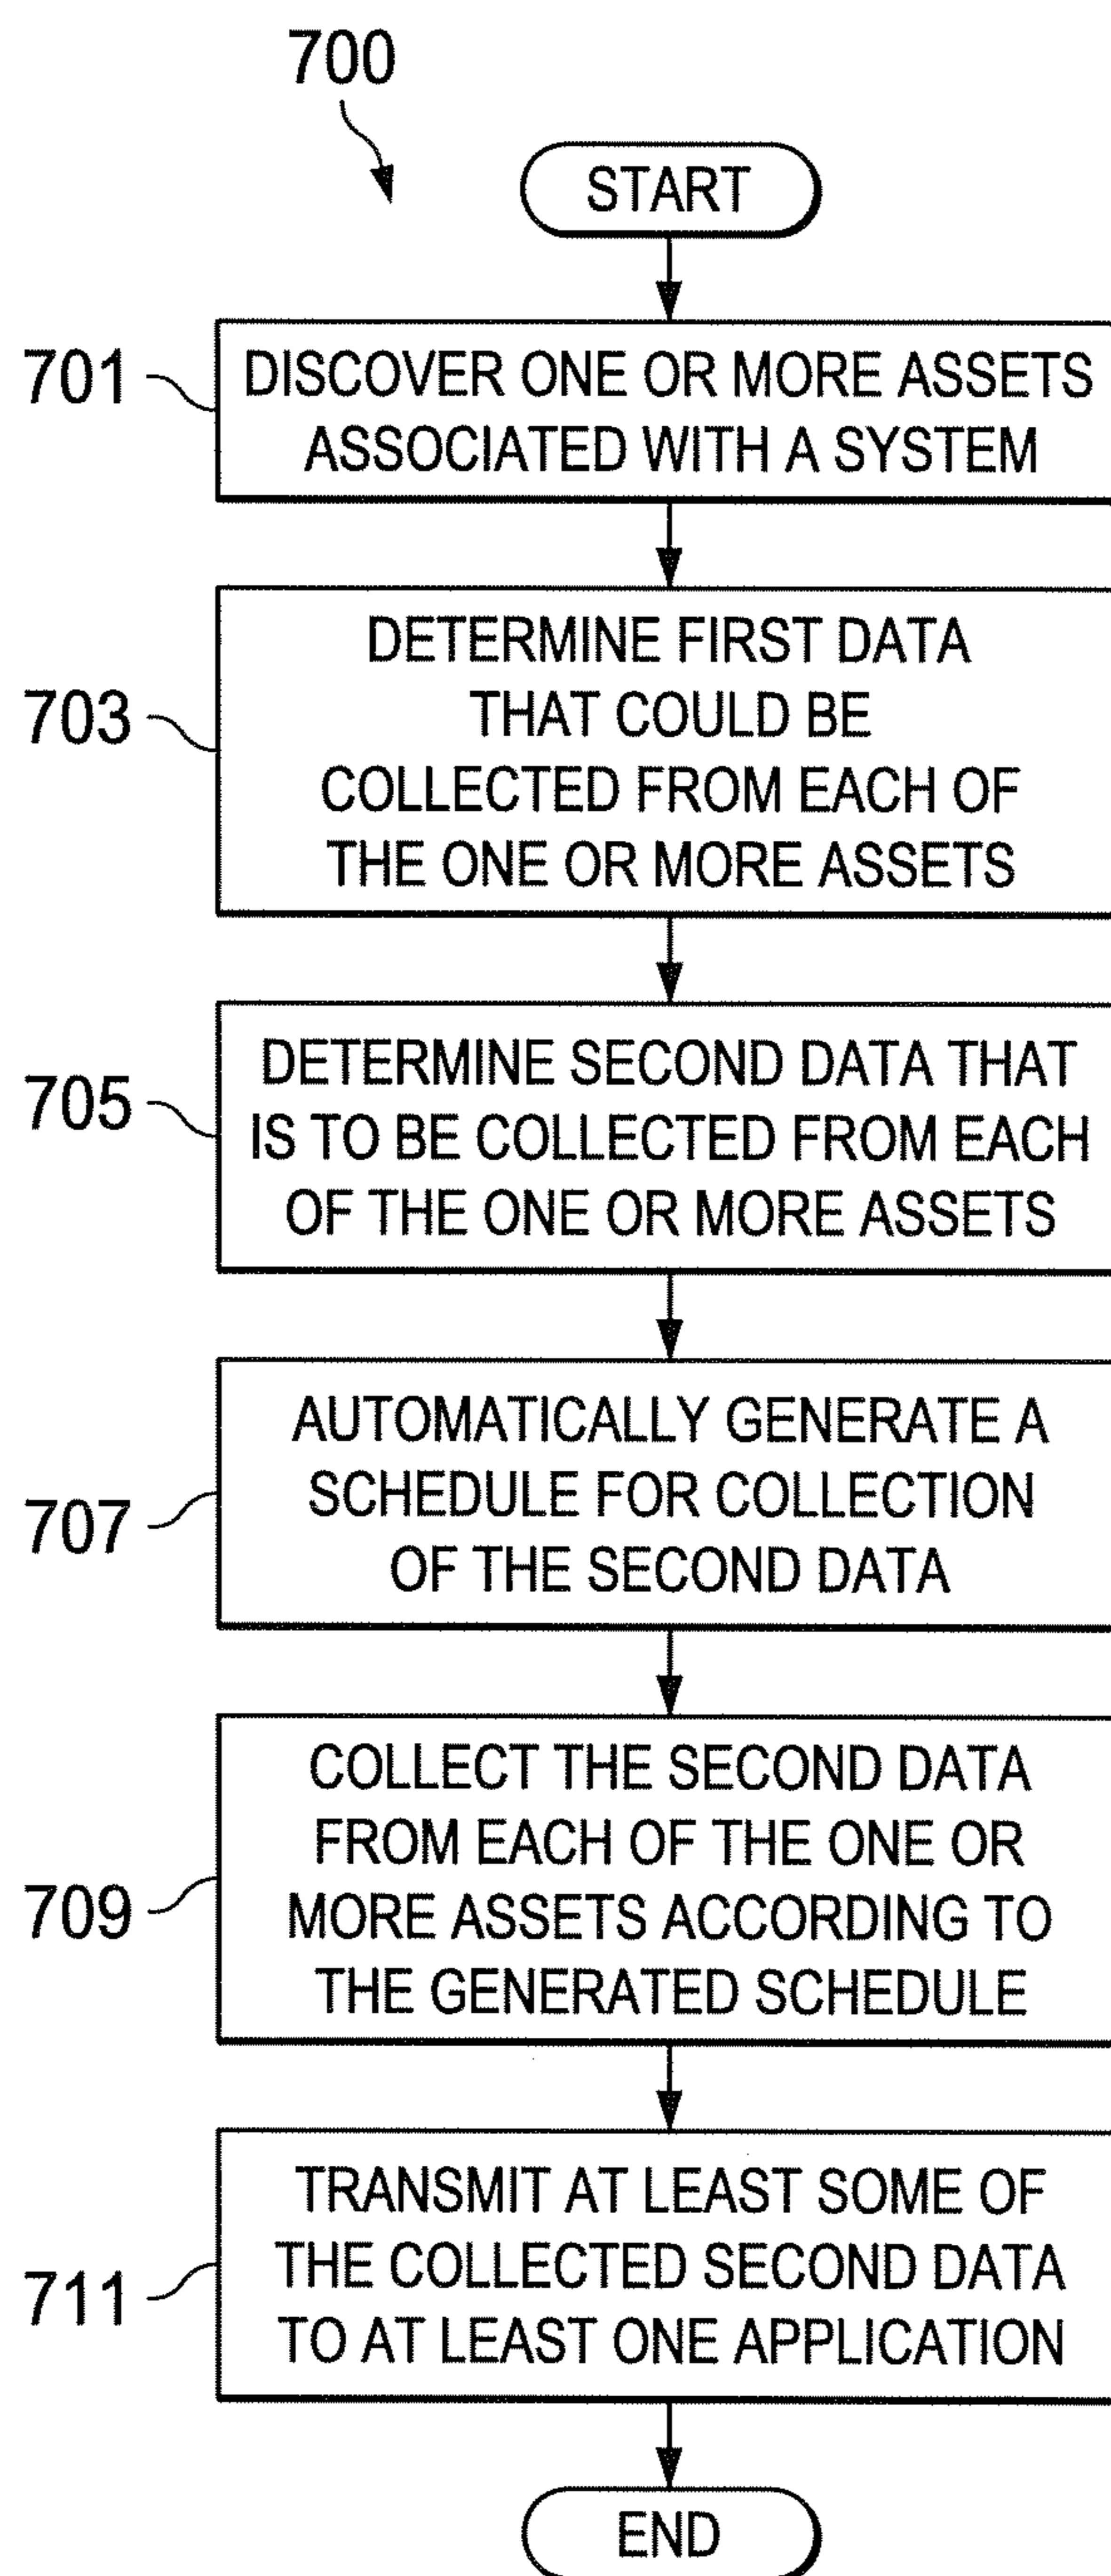 700
START
701
DISCOVER ONE OR MORE ASSETS
ASSOCIATED WITH A SYSTEM
703
DETERMINE FIRST DATA
THAT COULD BE
COLLECTED FROM EACH OF
THE ONE OR MORE ASSETS
705
DETERMINE SECOND DATA THAT
IS TO BE COLLECTED FROM EACH
OF THE ONE OR MORE ASSETS
707
AUTOMATICALLY GENERATE A
SCHEDULE FOR COLLECTION
OF THE SECOND DATA
709
COLLECT THE SECOND DATA
FROM EACH OF THE ONE OR
MORE ASSETS ACCORDING TO
THE GENERATED SCHEDULE
711
TRANSMIT AT LEAST SOME OF
THE COLLECTED SECOND DATA
TO AT LEAST ONE APPLICATION
END